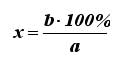 x = b · 100% / a